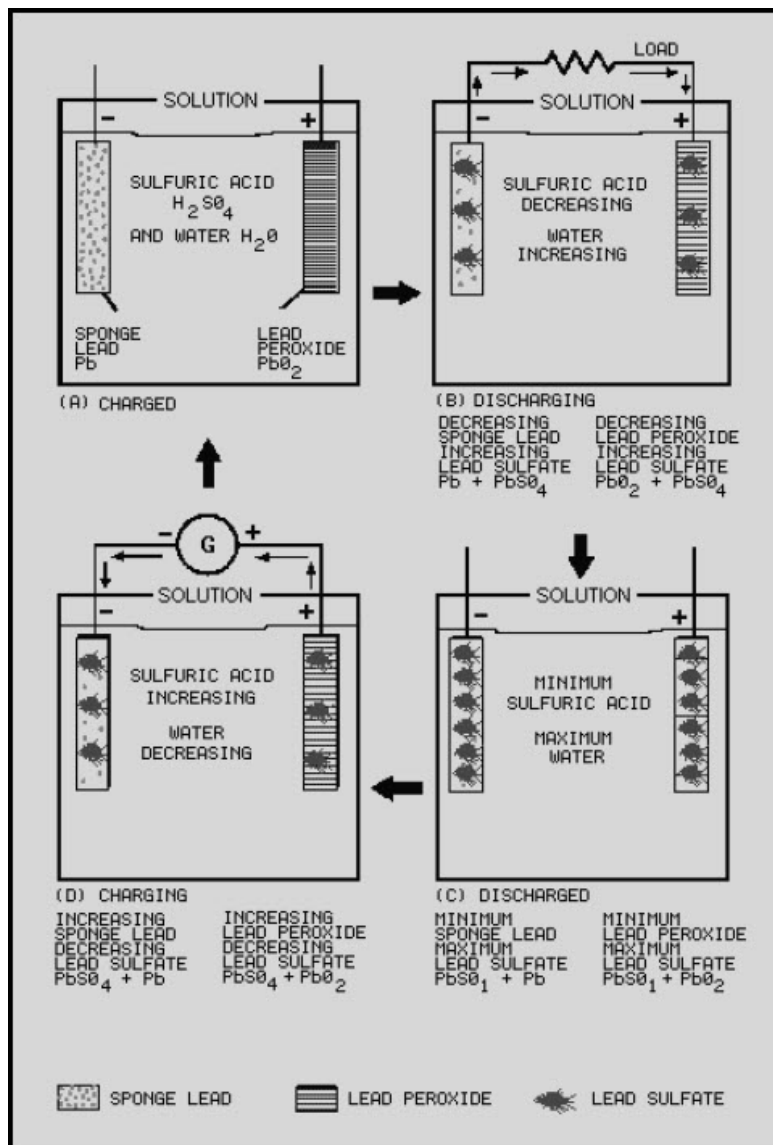 SOLUTION
- +
SULFURIC ACID
H2SO4
AND WATER H2O
SPONGE
LEAD
Pb
LEAD
PEROXIDE
PbO2
(A) CHARGED
LOAD
SOLUTION
- +
SULFURIC ACID
DECREASING
WATER
INCREASING
(B) DISCHARGING
DECREASING
SPONGE LEAD
INCREASING
LEAD SULFATE
Pb + PbSO4
DECREASING
LEAD PEROXIDE
INCREASING
LEAD SULFATE
PbO2 + PbSO4
- G +
SOLUTION
- +
SULFURIC ACID
INCREASING
WATER
DECREASING
(D) CHARGING
INCREASING
SPONGE LEAD
DECREASING
LEAD SULFATE
PbSO4 + Pb
INCREASING
LEAD PEROXIDE
DECREASING
LEAD SULFATE
PbSO4 + PbO2
SOLUTION
- +
MINIMUM
SULFURIC ACID
MAXIMUM
WATER
(C) DISCHARGED
MINIMUM
SPONGE LEAD
MAXIMUM
LEAD SULFATE
PbSO1 + Pb
MINIMUM
LEAD PEROXIDE
MAXIMUM
LEAD SULFATE
PbSO1 + PbO2
SPONGE LEAD
LEAD PEROXIDE
LEAD SULFATE